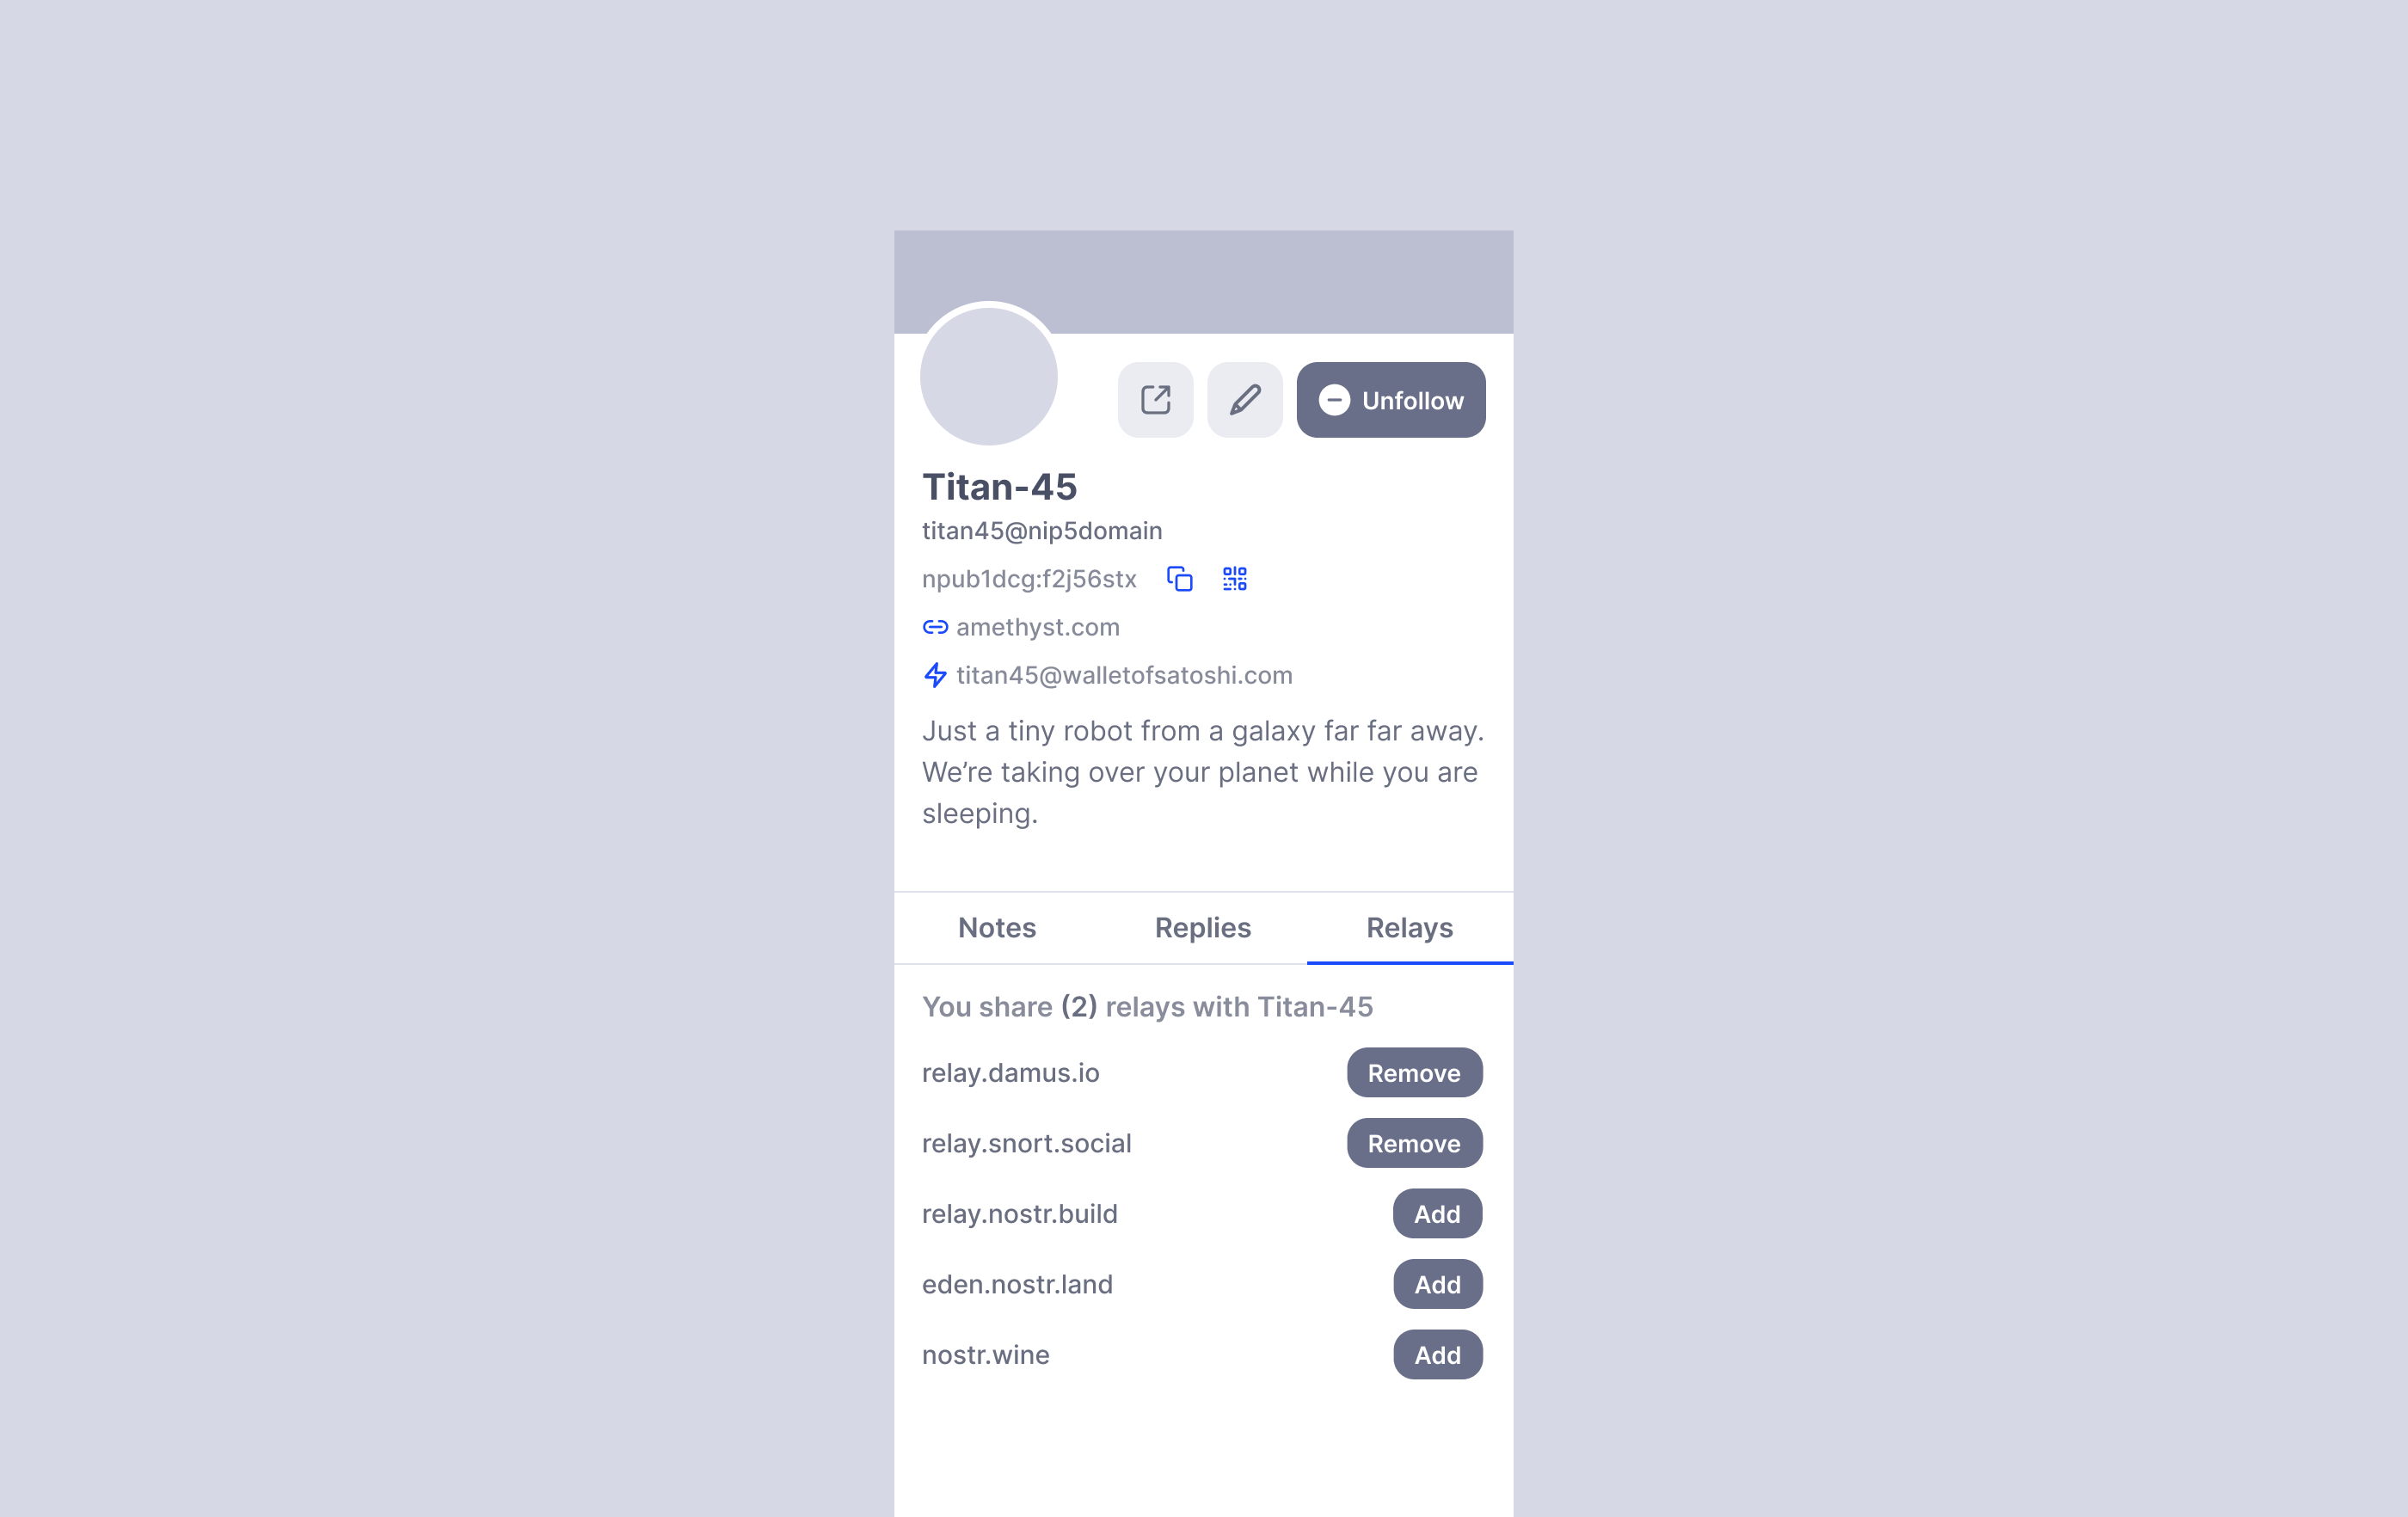 Unfollow
Titan-45
titan45@nip5domain
npub1dcg:f2j56stx
amethyst.com
titan45@walletofsatoshi.com
Just a tiny robot from a galaxy far far away.
We’re taking over your planet while you are
sleeping.
Notes Replies Relays
You share (2) relays with Titan-45
relay.damus.io Remove
relay.snort.social Remove
relay.nostr.build Add
eden.nostr.land Add
nostr.wine Add